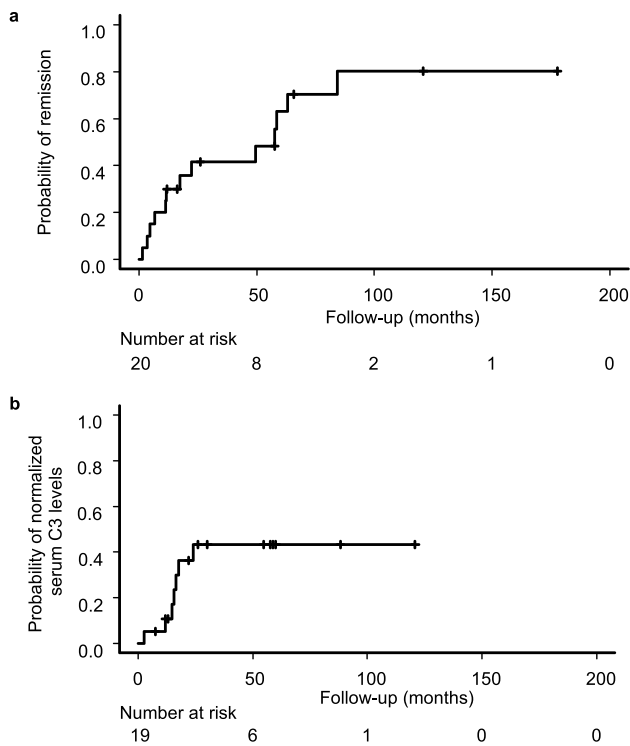 a
1.0
0.8
0.6
0.4
0.2
0.0
Probability of remission
0 50 100 150 200
Follow-up (months)
Number at risk
20 8 2 1 0
b
1.0
0.8
0.6
0.4
0.2
0.0
Probability of normalized
serum C3 levels
0 50 100 150 200
Follow-up (months)
Number at risk
19 6 1 0 0